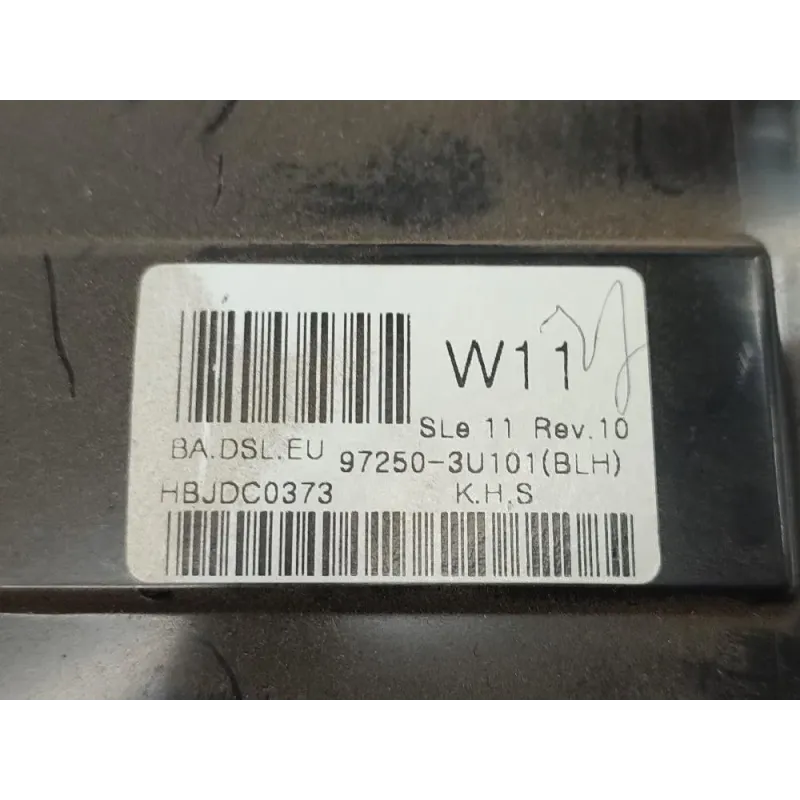 W11
SLe 11 Rev.10
BA.DSL.EU 97250-3U101(BLH)
HBJDC0373 K.H.S